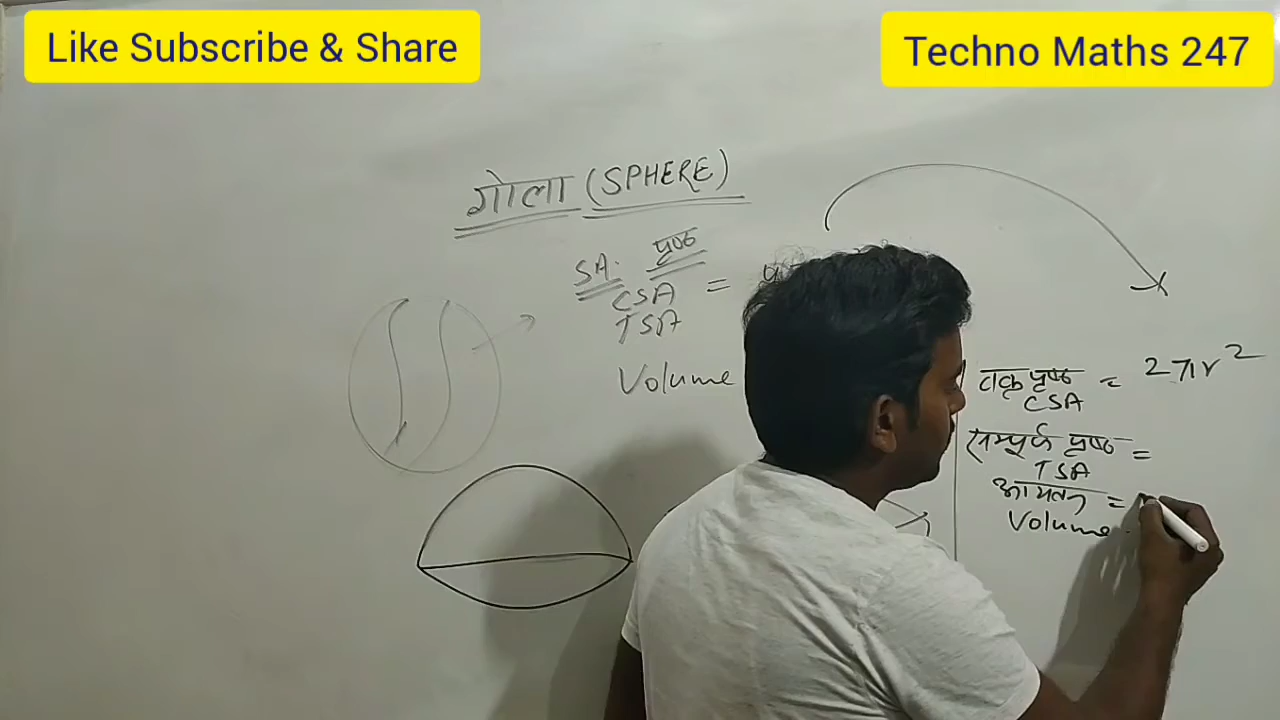 Like Subscribe & Share
Techno Maths 247
गोला (SPHERE)
SA. पृष्ठ
CSA =
TSA
Volume
वक्र पृष्ठ = 2πr²
CSA
सम्पूर्ण पृष्ठ =
TSA
आयतन =
Volume